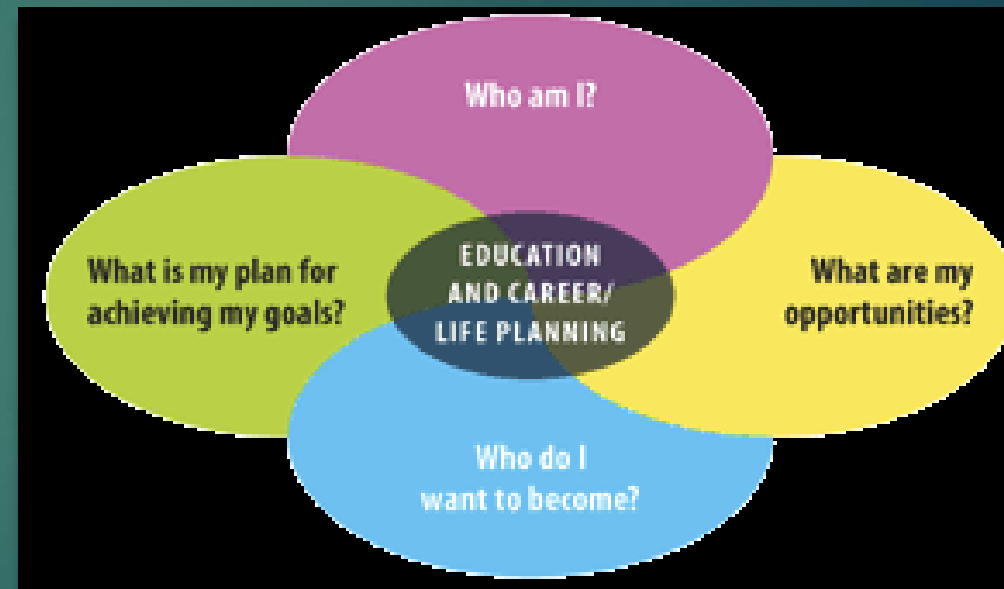 Who am I?
What is my plan for
achieving my goals?
EDUCATION
AND CAREER/
LIFE PLANNING
What are my
opportunities?
Who do I
want to become?